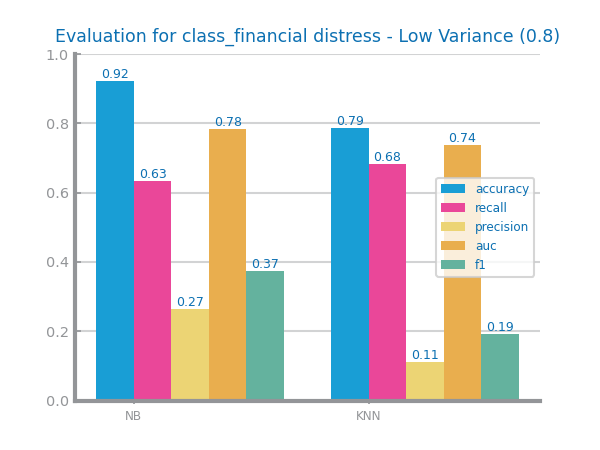 Evaluation for class_financial distress - Low Variance (0.8)
1.0
0.8
0.6
0.4
0.2
0.0
0.92
0.63
0.27
0.78
0.37
0.79
0.68
0.11
0.74
0.19
accuracy
recall
precision
auc
f1
NB
KNN